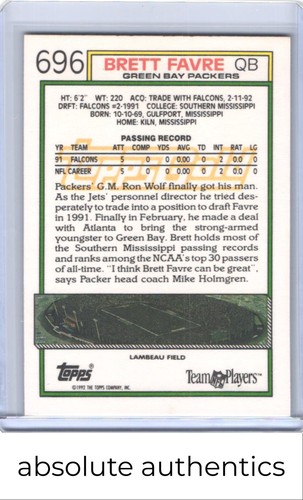 696 BRETT FAVRE QB
GREEN BAY PACKERS
HT: 6'2" WT: 220 ACQ: TRADE WITH FALCONS, 2-11-92
DRFT: FALCONS #2-1991 COLLEGE: SOUTHERN MISSISSIPPI
BORN: 10-10-69, GULFPORT, MISSISSIPPI
HOME: KILN, MISSISSIPPI
PASSING RECORD
YR TEAM ATT COMP YDS AVG TD INT RAT LG
91 FALCONS 5 0 0 0.00 0 2 0.0 0
NFL CAREER 5 0 0 0.00 0 2 0.0 0
Packers' G.M. Ron Wolf finally got his man.
As the Jets' personnel director he tried des-
perately to trade into a position to draft Favre
in 1991. Finally in February, he made a deal
with Atlanta to bring the strong-armed
youngster to Green Bay. Brett holds most of
the Southern Mississippi passing records
and ranks among the NCAA's top 30 passers
of all-time. "I think Brett Favre can be great",
says Packer head coach Mike Holmgren.
LAMBEAU FIELD
TOPPS Team Players™
©1992 THE TOPPS COMPANY, INC.
absolute authentics